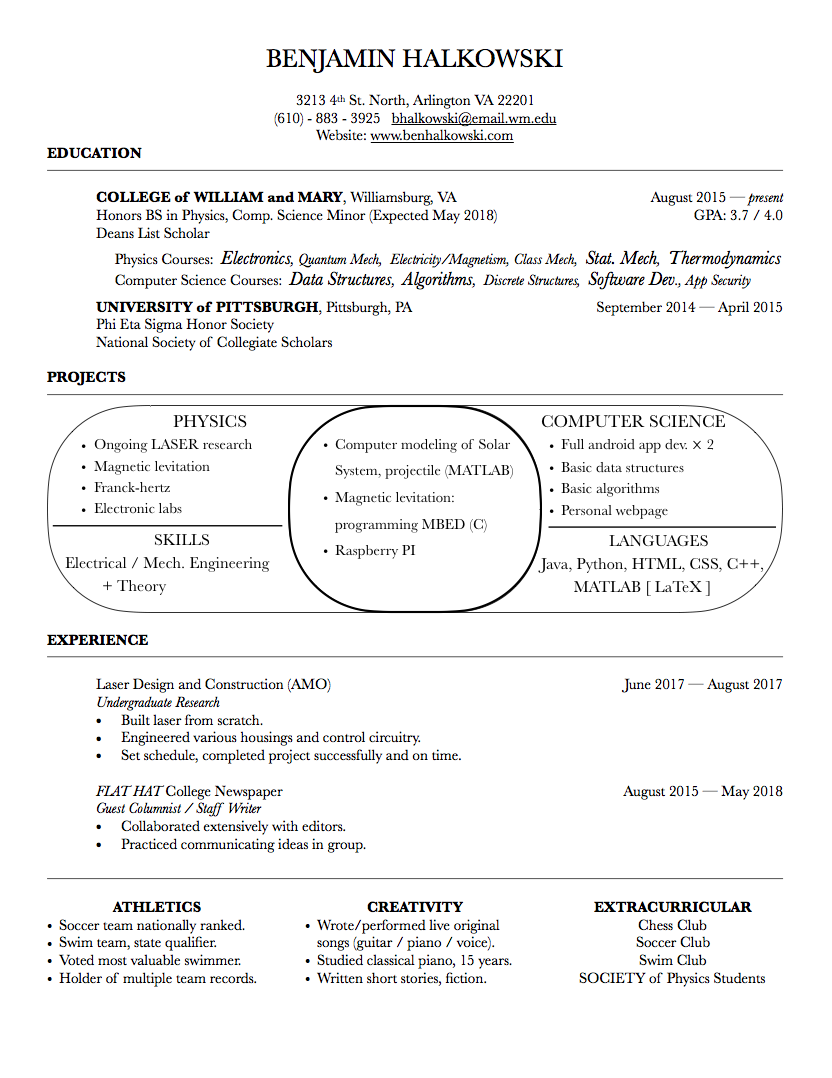 BENJAMIN HALKOWSKI
3213 4th St. North, Arlington VA 22201
(610) - 883 - 3925 bhalkowski@email.wm.edu
Website: www.benhalkowski.com
EDUCATION
COLLEGE of WILLIAM and MARY, Williamsburg, VA August 2015 — present
Honors BS in Physics, Comp. Science Minor (Expected May 2018) GPA: 3.7 / 4.0
Deans List Scholar
Physics Courses: Electronics, Quantum Mech, Electricity/Magnetism, Class Mech, Stat. Mech, Thermodynamics
Computer Science Courses: Data Structures, Algorithms, Discrete Structures, Software Dev., App Security
UNIVERSITY of PITTSBURGH, Pittsburgh, PA September 2014 — April 2015
Phi Eta Sigma Honor Society
National Society of Collegiate Scholars
PROJECTS
PHYSICS
• Ongoing LASER research
• Magnetic levitation
• Franck-hertz
• Electronic labs
SKILLS
Electrical / Mech. Engineering
+ Theory
• Computer modeling of Solar
System, projectile (MATLAB)
• Magnetic levitation:
programming MBED (C)
• Raspberry PI
COMPUTER SCIENCE
• Full android app dev. × 2
• Basic data structures
• Basic algorithms
• Personal webpage
LANGUAGES
Java, Python, HTML, CSS, C++,
MATLAB [ LaTeX ]
EXPERIENCE
Laser Design and Construction (AMO) June 2017 — August 2017
Undergraduate Research
• Built laser from scratch.
• Engineered various housings and control circuitry.
• Set schedule, completed project successfully and on time.
FLAT HAT College Newspaper August 2015 — May 2018
Guest Columnist / Staff Writer
• Collaborated extensively with editors.
• Practiced communicating ideas in group.
ATHLETICS
• Soccer team nationally ranked.
• Swim team, state qualifier.
• Voted most valuable swimmer.
• Holder of multiple team records.
CREATIVITY
• Wrote/performed live original
songs (guitar / piano / voice).
• Studied classical piano, 15 years.
• Written short stories, fiction.
EXTRACURRICULAR
Chess Club
Soccer Club
Swim Club
SOCIETY of Physics Students